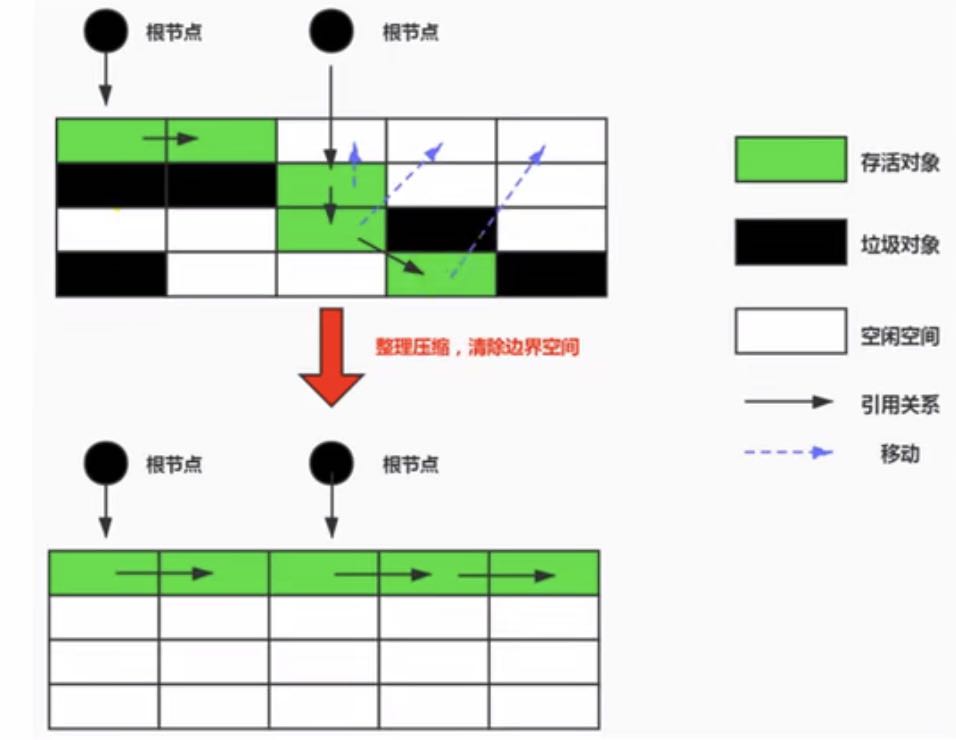 根节点
根节点
存活对象
垃圾对象
空闲空间
整理压缩，清除边界空间
引用关系
移动
根节点
根节点